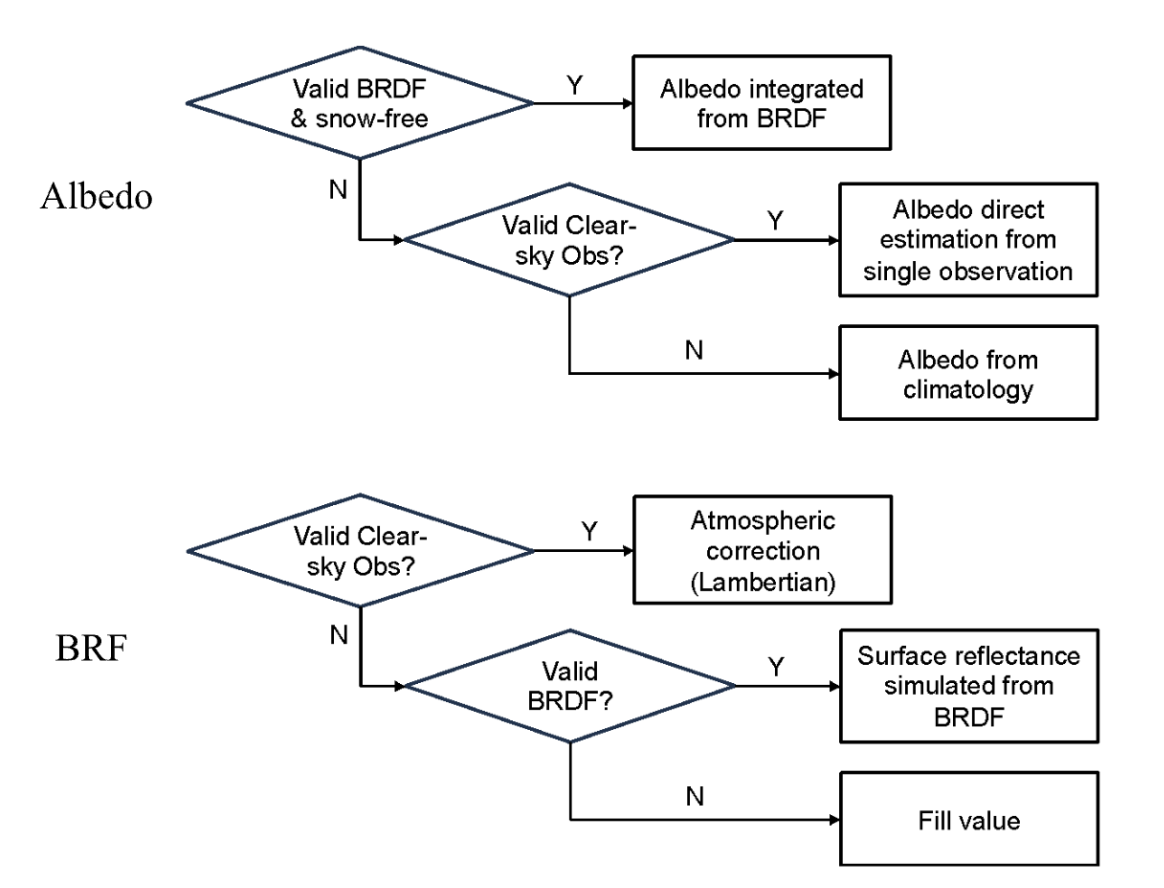 Valid BRDF
& snow-free
Y
Albedo integrated
from BRDF
N
Albedo
Valid Clear-
sky Obs?
Y
Albedo direct
estimation from
single observation
N
Albedo from
climatology
Valid Clear-
sky Obs?
Y
Atmospheric
correction
(Lambertian)
N
BRF
Valid
BRDF?
Y
Surface reflectance
simulated from
BRDF
N
Fill value